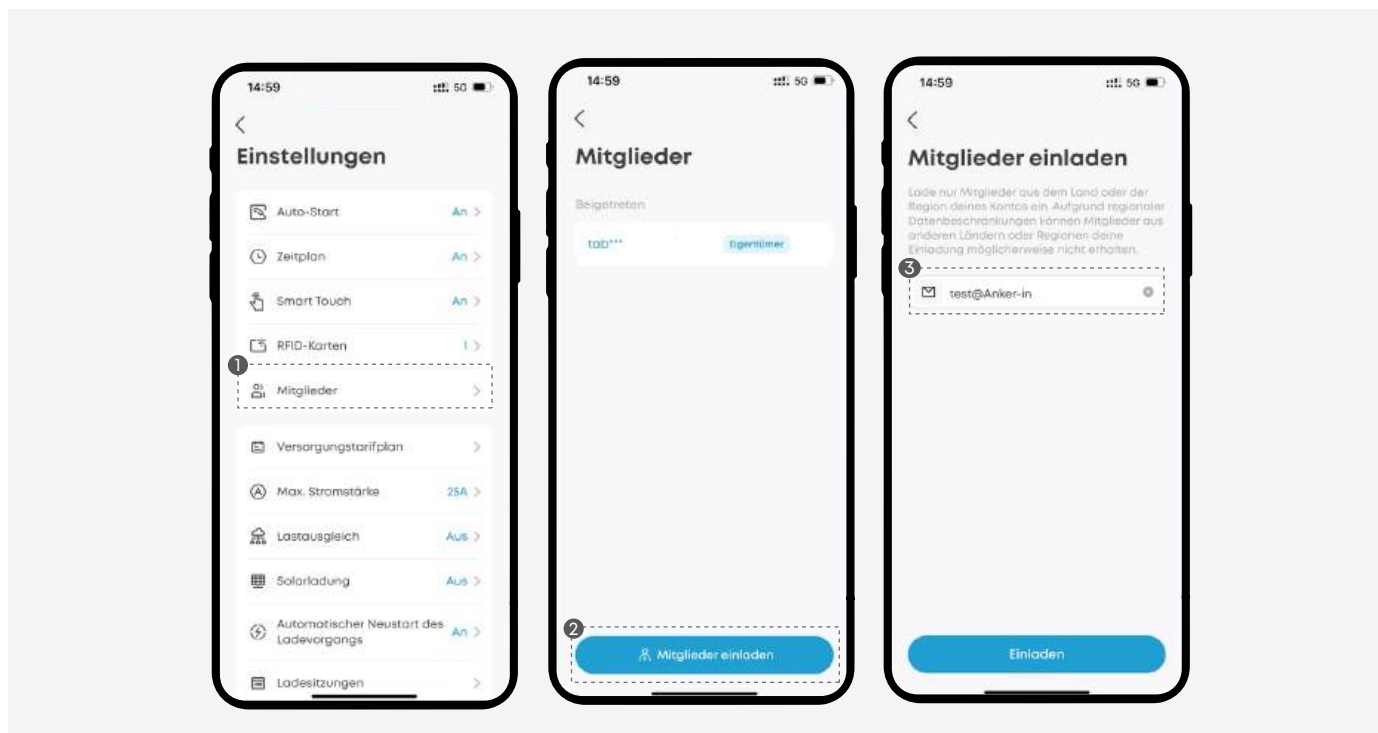 14:59
5G
Einstellungen
Auto-Start An
Zeitplan An
Smart Touch An
RFID-Karten 1
1
Mitglieder
Versorgungstarifplan
Max. Stromstärke 25A
Lastausgleich Aus
Solarladung Aus
Automatischer Neustart des
Ladevorgangs An
Ladesitzungen
14:59
5G
Mitglieder
Beigetreten
tab*** Eigentümer
2
Mitglieder einladen
14:59
5G
Mitglieder einladen
Lade nur Mitglieder aus dem Land oder der
Region deines Kontos ein. Aufgrund regionaler
Datenbeschränkungen können Mitglieder aus
anderen Ländern oder Regionen deine
Einladung möglicherweise nicht erhalten.
3
test@Anker-in
Einladen